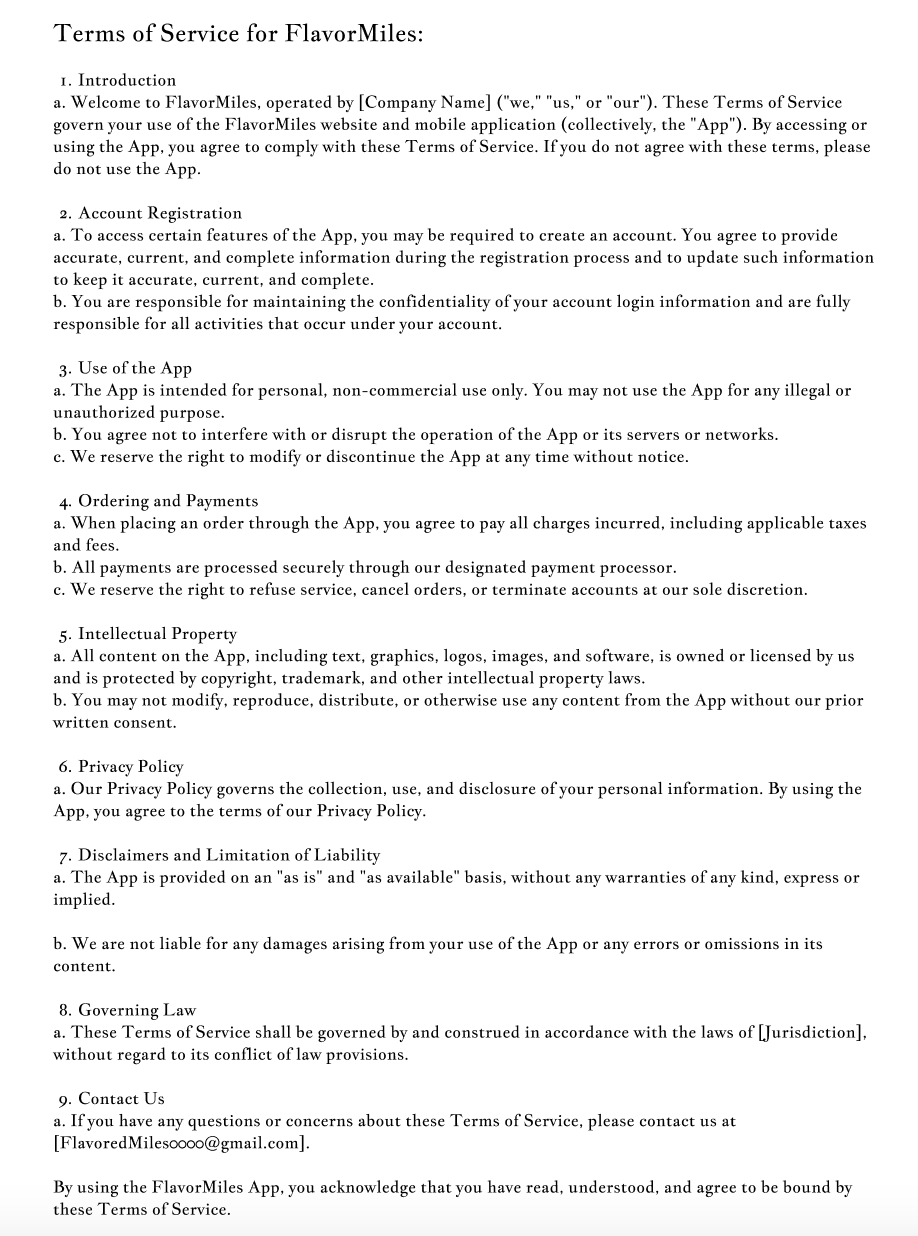 Terms of Service for FlavorMiles:
1. Introduction
a. Welcome to FlavorMiles, operated by [Company Name] ("we," "us," or "our"). These Terms of Service
govern your use of the FlavorMiles website and mobile application (collectively, the "App"). By accessing or
using the App, you agree to comply with these Terms of Service. If you do not agree with these terms, please
do not use the App.
2. Account Registration
a. To access certain features of the App, you may be required to create an account. You agree to provide
accurate, current, and complete information during the registration process and to update such information
to keep it accurate, current, and complete.
b. You are responsible for maintaining the confidentiality of your account login information and are fully
responsible for all activities that occur under your account.
3. Use of the App
a. The App is intended for personal, non-commercial use only. You may not use the App for any illegal or
unauthorized purpose.
b. You agree not to interfere with or disrupt the operation of the App or its servers or networks.
c. We reserve the right to modify or discontinue the App at any time without notice.
4. Ordering and Payments
a. When placing an order through the App, you agree to pay all charges incurred, including applicable taxes
and fees.
b. All payments are processed securely through our designated payment processor.
c. We reserve the right to refuse service, cancel orders, or terminate accounts at our sole discretion.
5. Intellectual Property
a. All content on the App, including text, graphics, logos, images, and software, is owned or licensed by us
and is protected by copyright, trademark, and other intellectual property laws.
b. You may not modify, reproduce, distribute, or otherwise use any content from the App without our prior
written consent.
6. Privacy Policy
a. Our Privacy Policy governs the collection, use, and disclosure of your personal information. By using the
App, you agree to the terms of our Privacy Policy.
7. Disclaimers and Limitation of Liability
a. The App is provided on an "as is" and "as available" basis, without any warranties of any kind, express or
implied.
b. We are not liable for any damages arising from your use of the App or any errors or omissions in its
content.
8. Governing Law
a. These Terms of Service shall be governed by and construed in accordance with the laws of [Jurisdiction],
without regard to its conflict of law provisions.
9. Contact Us
a. If you have any questions or concerns about these Terms of Service, please contact us at
[FlavoredMiles0000@gmail.com].
By using the FlavorMiles App, you acknowledge that you have read, understood, and agree to be bound by
these Terms of Service.